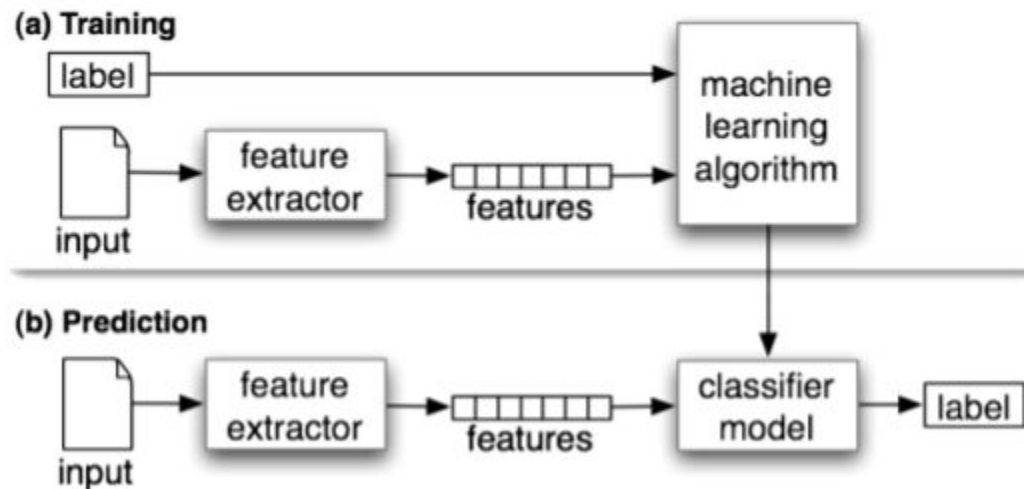 (a) Training
label
machine
learning
algorithm
feature
extractor
features
input
(b) Prediction
feature
extractor
features
classifier
model
label
input